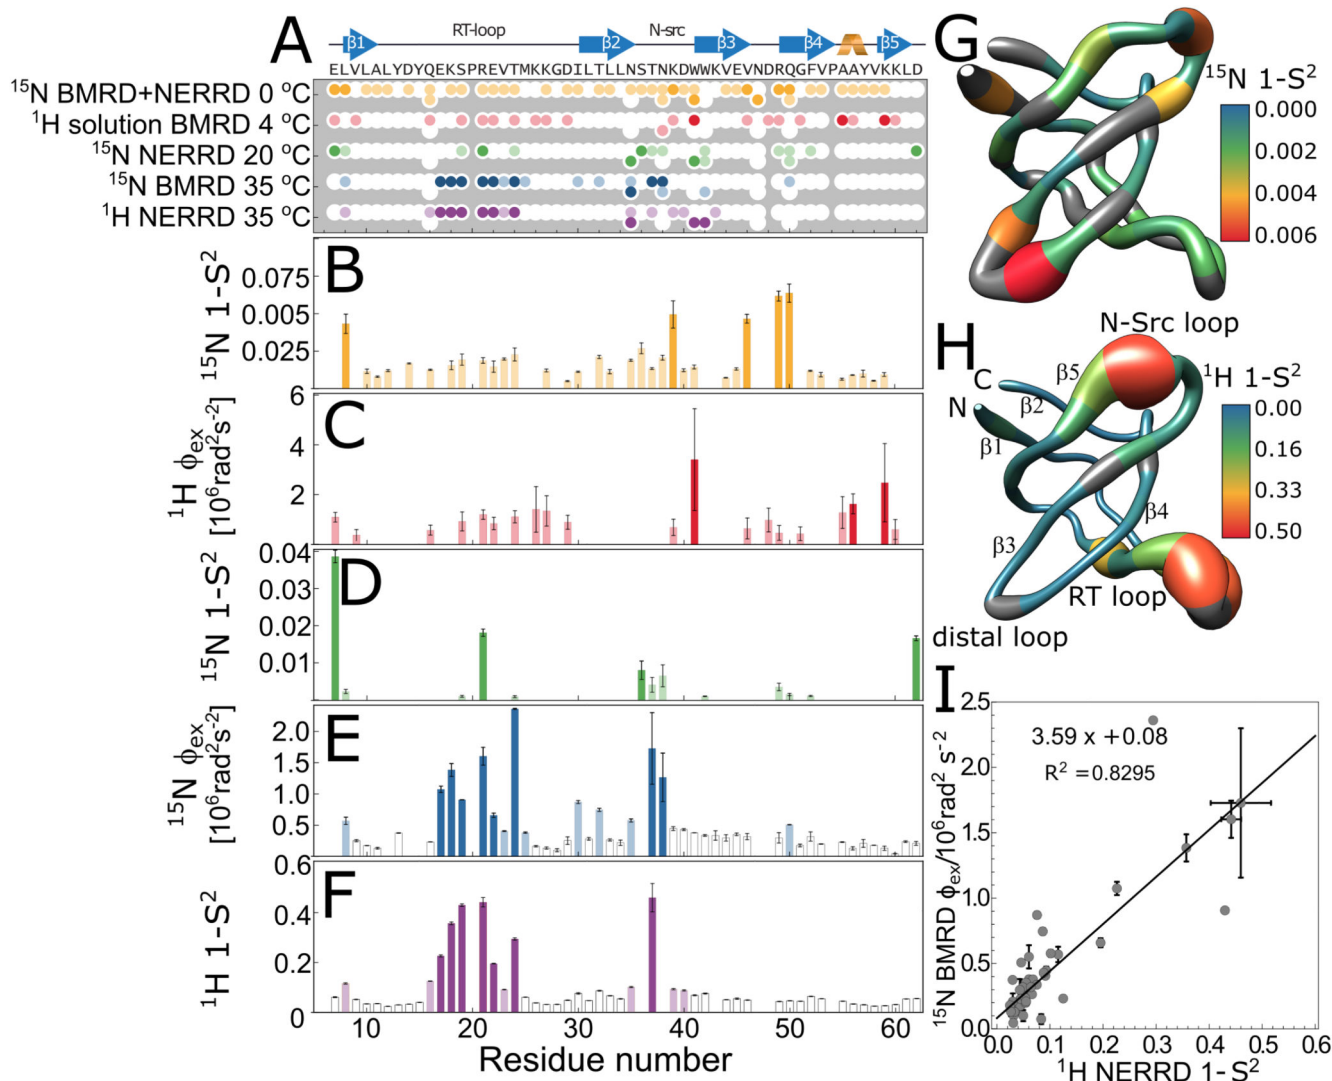 A
β1
RT-loop
β2
N-src
β3
β4
β5
ELVLALYDYQEKSPREVTMKKGDILTLLNSTNKDWWKVEVNDRQGFVPAAYVKKLD
¹⁵N BMRD+NERRD 0 °C
¹H solution BMRD 4 °C
¹⁵N NERRD 20 °C
¹⁵N BMRD 35 °C
¹H NERRD 35 °C
B
¹⁵N 1-S²
0.075
0.005
0.025
C
¹H ϕex
[10⁶rad²s⁻²]
6
4
2
D
¹⁵N 1-S²
0.04
0.03
0.02
0.01
E
¹⁵N ϕex
[10⁶rad²s⁻²]
2.0
1.5
1.0
0.5
F
¹H 1-S²
0.6
0.4
0.2
0
10 20 30 40 50 60
Residue number
G
¹⁵N 1-S²
0.000
0.002
0.004
0.006
H
N-Src loop
¹H 1-S²
0.00
0.16
0.33
0.50
C
N
β5
β2
β1
β4
β3
RT loop
distal loop
I
3.59 x +0.08
R² =0.8295
¹⁵N BMRD ϕex/10⁶rad² s⁻²
2.5
2.0
1.5
1.0
0.5
0.0
0.0 0.1 0.2 0.3 0.4 0.5 0.6
¹H NERRD 1-S²